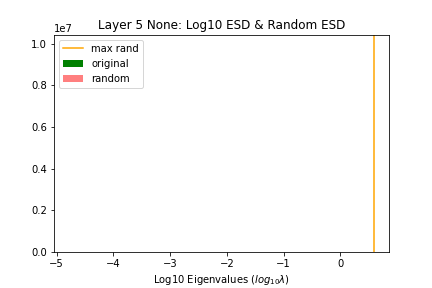 Layer 5 None: Log10 ESD & Random ESD
1e7
1.0
0.8
0.6
0.4
0.2
0.0
max rand
original
random
−5 −4 −3 −2 −1 0
Log10 Eigenvalues (log₁₀λ)